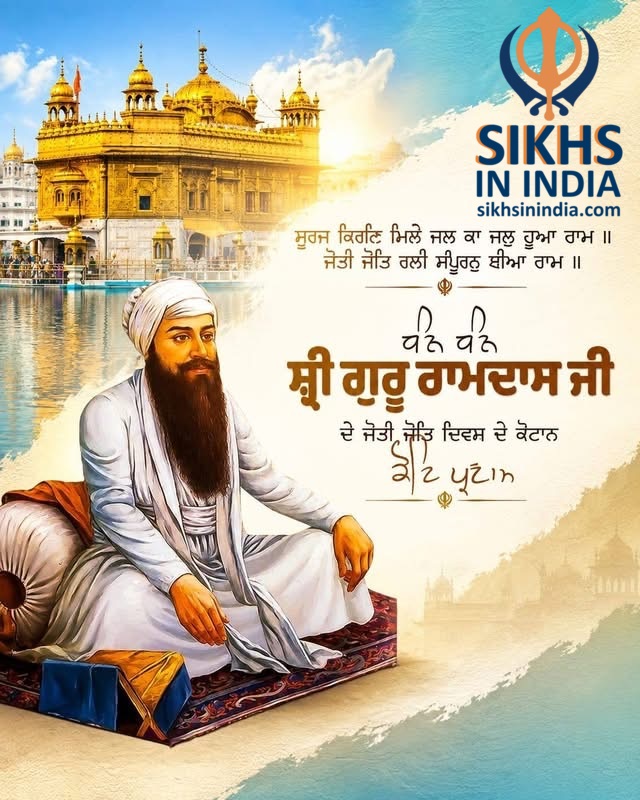 SIKHS
IN INDIA
sikhsinindia.com
ਸੂਰਜ ਕਿਰਣਿ ਮਿਲੇ ਜਲ ਕਾ ਜਲੁ ਹੂਆ ਰਾਮ ॥
ਜੋਤੀ ਜੋਤਿ ਰਲੀ ਸੰਪੂਰਨੁ ਥੀਆ ਰਾਮ ॥
ਧੰਨ ਧੰਨ
ਸ਼੍ਰੀ ਗੁਰੂ ਰਾਮਦਾਸ ਜੀ
ਦੇ ਜੋਤੀ ਜੋਤਿ ਦਿਵਸ ਦੇ ਕੋਟਾਨ
ਕੋਟਿ ਪ੍ਰਣਾਮ